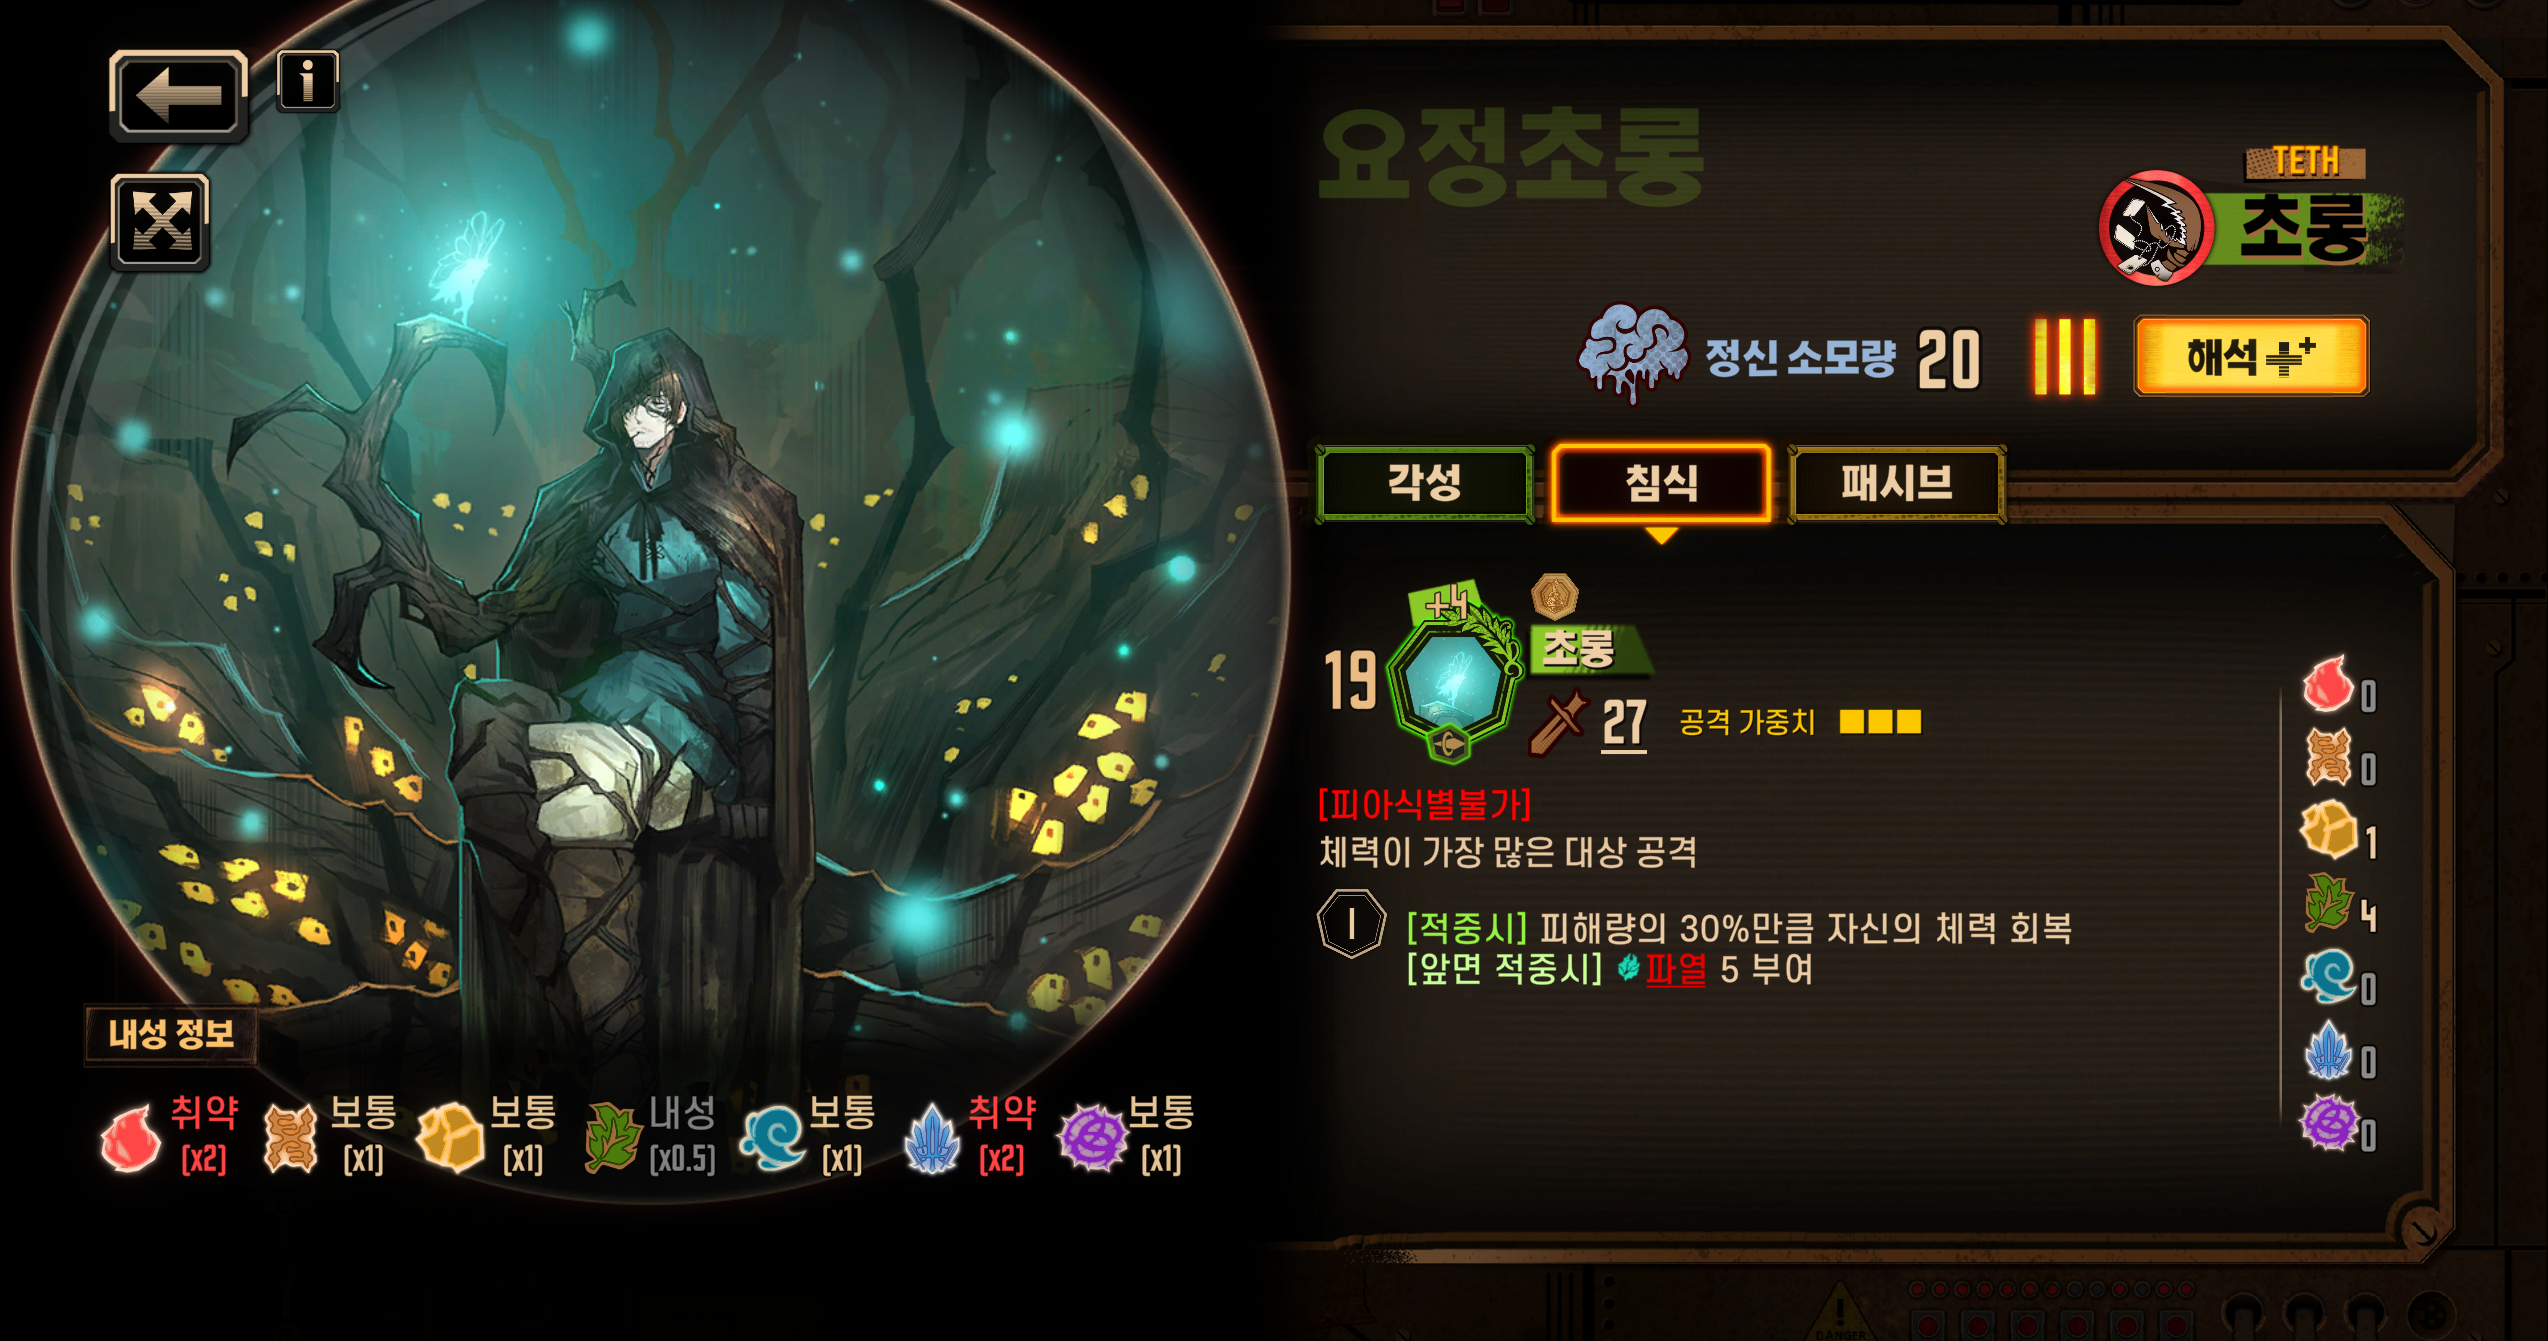 요정초롱
TETH
초롱
정신 소모량 20
해석
각성
침식
패시브
+4
19
초롱
27
공격 가중치
[피아식별불가]
체력이 가장 많은 대상 공격
I
[적중시] 피해량의 30%만큼 자신의 체력 회복
[앞면 적중시] 파열 5 부여
0
0
1
4
0
0
0
내성 정보
취약 보통 보통 내성 보통 취약 보통
(x2) (x1) (x1) (x0.5) (x1) (x2) (x1)
DANGER